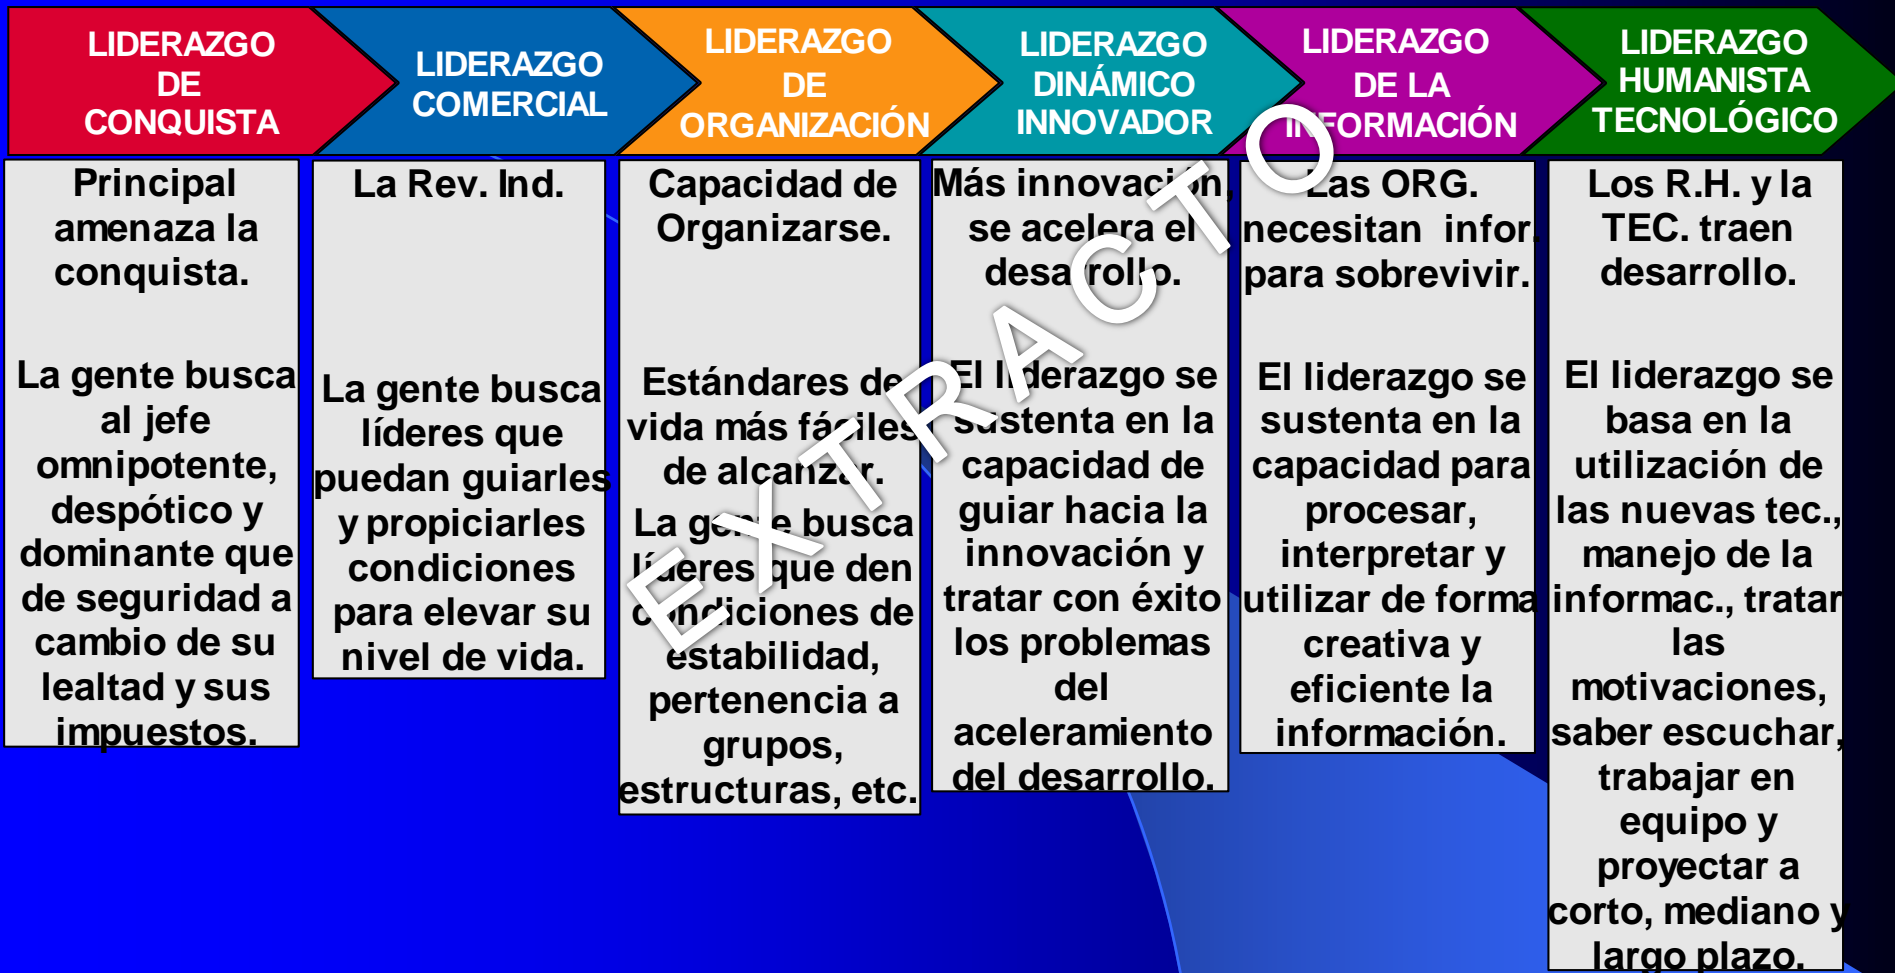 LIDERAZGO
DE
CONQUISTA
LIDERAZGO
COMERCIAL
LIDERAZGO
DE
ORGANIZACIÓN
LIDERAZGO
DINÁMICO
INNOVADOR
LIDERAZGO
DE LA
INFORMACIÓN
LIDERAZGO
HUMANISTA
TECNOLÓGICO
Principal
amenaza la
conquista.
La gente busca
al jefe
omnipotente,
despótico y
dominante que
de seguridad a
cambio de su
lealtad y sus
impuestos.
La Rev. Ind.
La gente busca
líderes que
puedan guiarles
y propiciarles
condiciones
para elevar su
nivel de vida.
Capacidad de
Organizarse.
Estándares de
vida más fáciles
de alcanzar.
La gente busca
líderes que den
condiciones de
estabilidad,
pertenencia a
grupos,
estructuras, etc.
Más innovación,
se acelera el
desarrollo.
El liderazgo se
sustenta en la
capacidad de
guiar hacia la
innovación y
tratar con éxito
los problemas
del
aceleramiento
del desarrollo.
Las ORG.
necesitan infor.
para sobrevivir.
El liderazgo se
sustenta en la
capacidad para
procesar,
interpretar y
utilizar de forma
creativa y
eficiente la
información.
Los R.H. y la
TEC. traen
desarrollo.
El liderazgo se
basa en la
utilización de
las nuevas tec.,
manejo de la
informac., tratar
las
motivaciones,
saber escuchar,
trabajar en
equipo y
proyectar a
corto, mediano y
largo plazo.
EXTRACTO